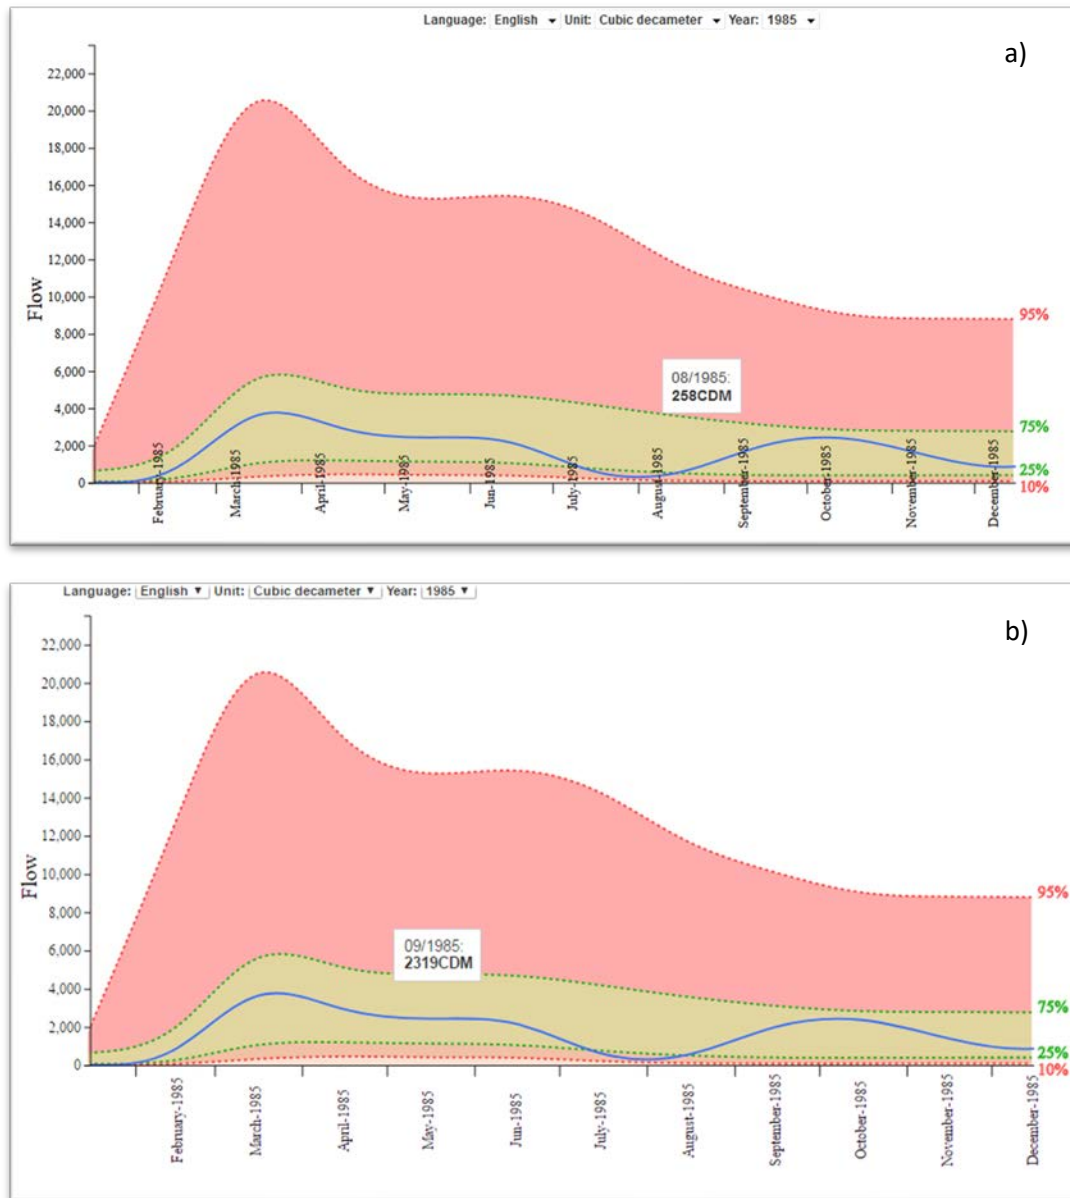 Language: English Unit: Cubic decameter Year: 1985
a)
22,000
20,000
18,000
16,000
14,000
12,000
10,000
8,000
6,000
4,000
2,000
0
Flow
08/1985:
258CDM
95%
75%
25%
10%
February-1985
March-1985
April-1985
May-1985
Jun-1985
July-1985
August-1985
September-1985
October-1985
November-1985
December-1985
Language: English Unit: Cubic decameter Year: 1985
b)
22,000
20,000
18,000
16,000
14,000
12,000
10,000
8,000
6,000
4,000
2,000
0
Flow
09/1985:
2319CDM
95%
75%
25%
10%
February-1985
March-1985
April-1985
May-1985
Jun-1985
July-1985
August-1985
September-1985
October-1985
November-1985
December-1985